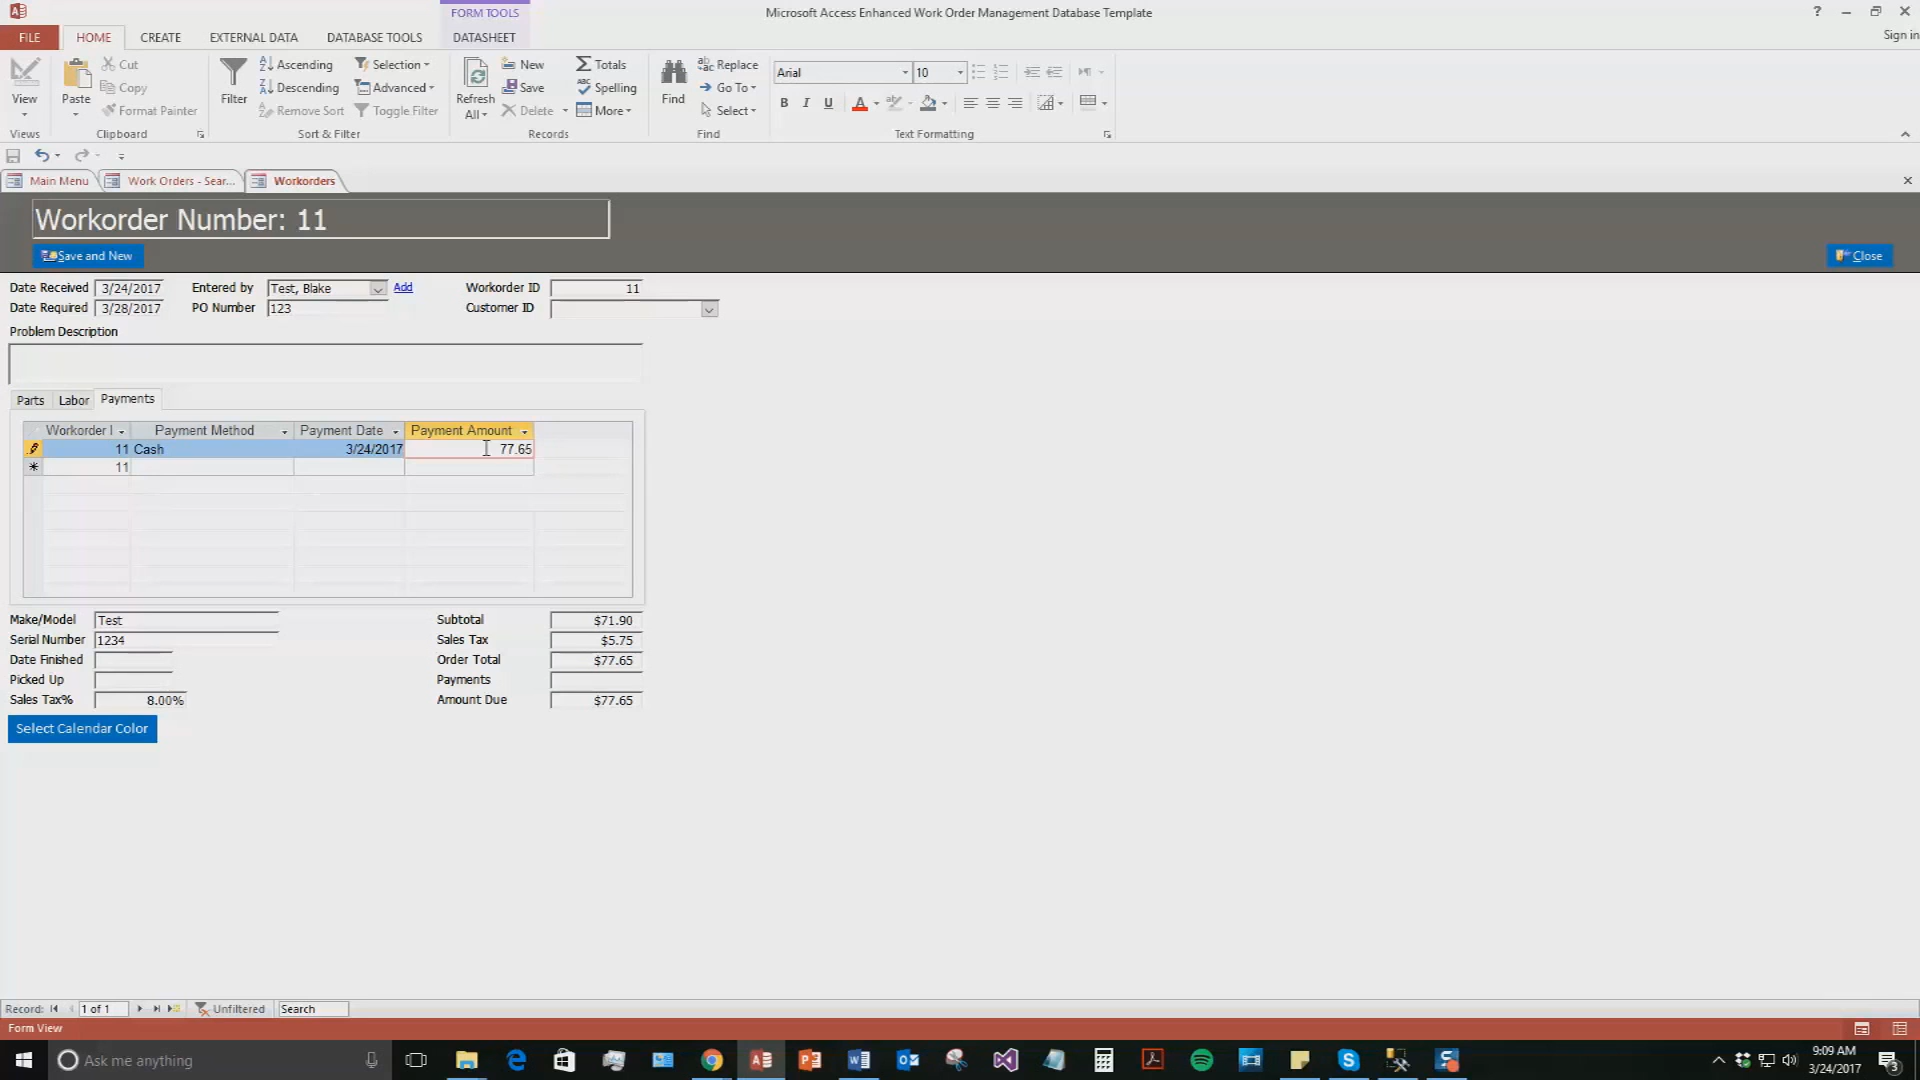 FORM TOOLS
Microsoft Access Enhanced Work Order Management Database Template
?
FILE
HOME
CREATE
EXTERNAL DATA
DATABASE TOOLS
DATASHEET
Sign in
View
Views
Paste
Cut
Copy
Format Painter
Clipboard
Filter
Ascending
Descending
Remove Sort
Selection
Advanced
Toggle Filter
Sort & Filter
Refresh
All
New
Save
Delete
Totals
Spelling
More
Records
Find
Replace
Go To
Select
Find
Arial
10
B I U
Text Formatting
Main Menu
Work Orders - Sear...
Workorders
Workorder Number: 11
Save and New
Close
Date Received 3/24/2017
Entered by Test, Blake
Add
Workorder ID 11
Date Required 3/28/2017
PO Number 123
Customer ID
Problem Description
Parts
Labor
Payments
Workorder I
Payment Method
Payment Date
Payment Amount
11 Cash 3/24/2017 77.65
11
Make/Model Test
Serial Number 1234
Date Finished
Picked Up
Sales Tax% 8.00%
Subtotal $71.90
Sales Tax $5.75
Order Total $77.65
Payments
Amount Due $77.65
Select Calendar Color
Record: 1 of 1
Unfiltered
Search
Form View
Ask me anything
9:09 AM
3/24/2017
3